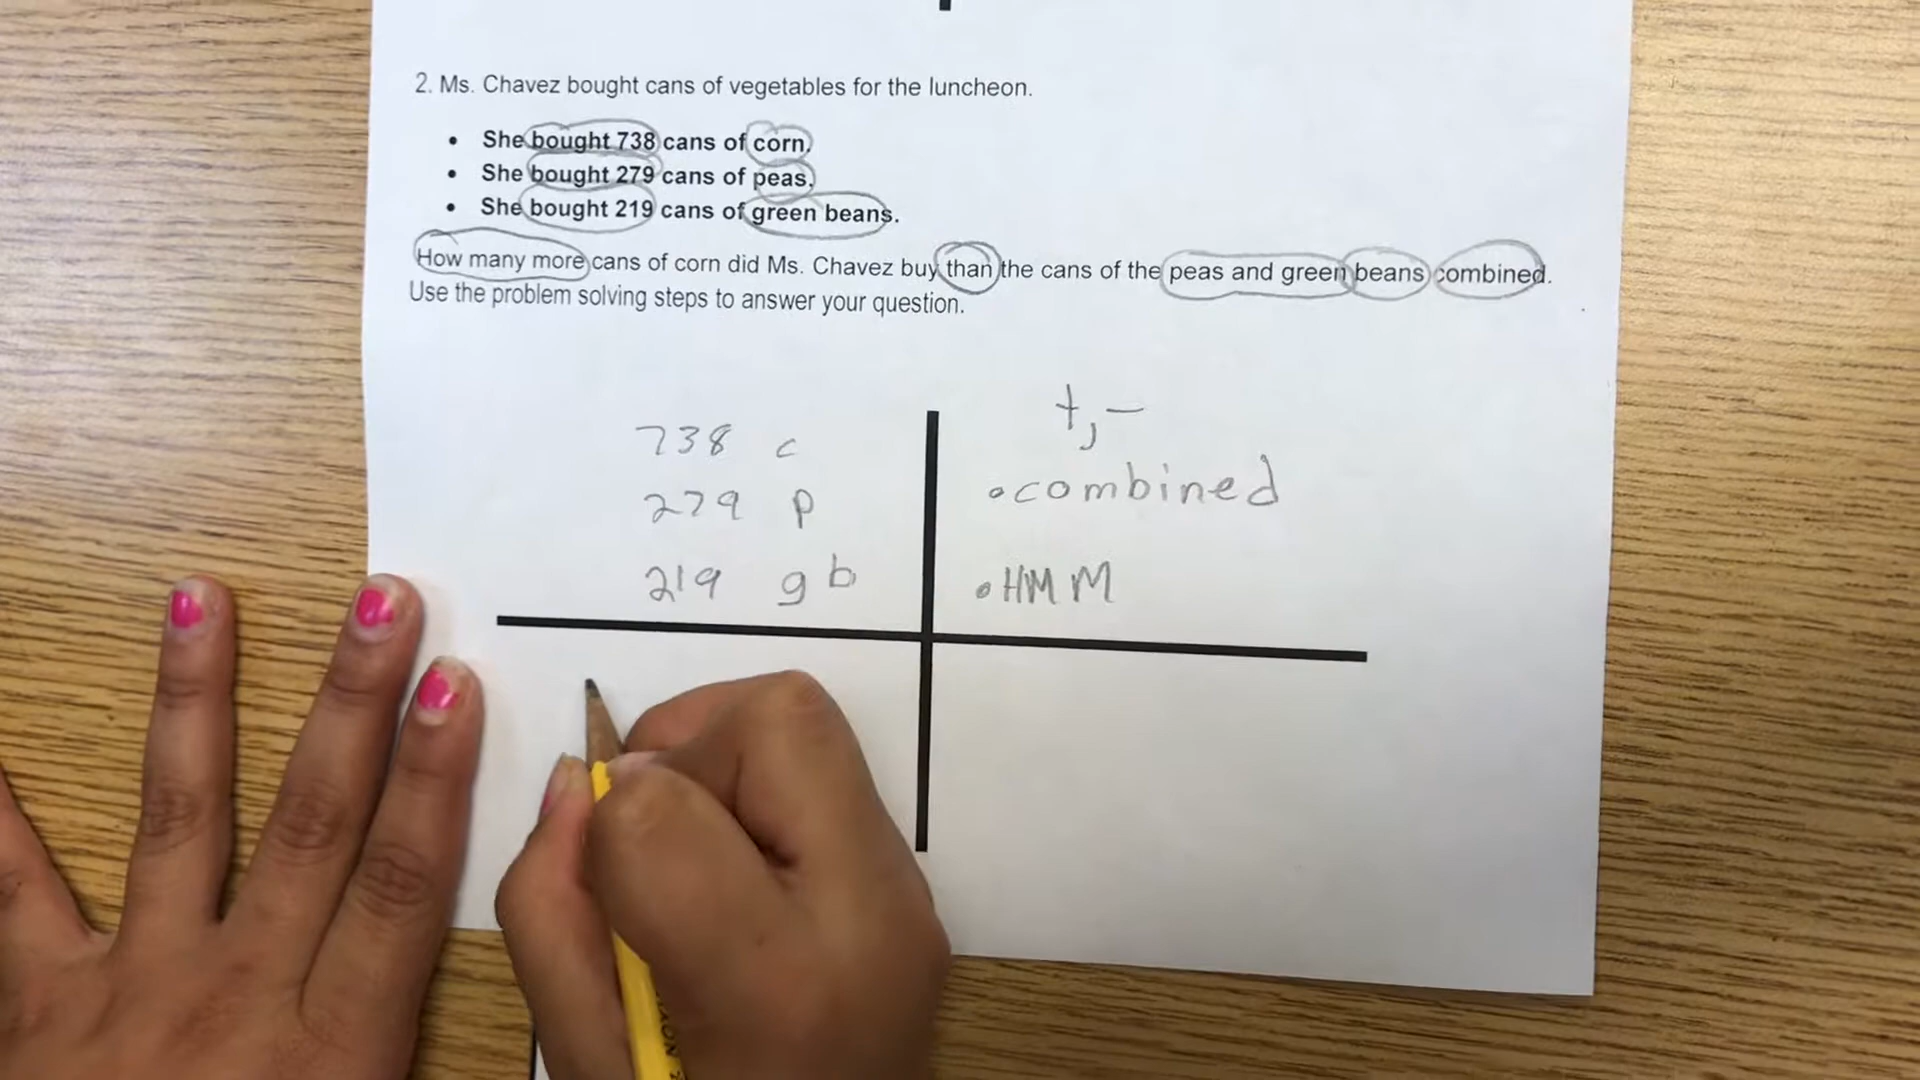 2. Ms. Chavez bought cans of vegetables for the luncheon.
• She bought 738 cans of corn.
• She bought 279 cans of peas.
• She bought 219 cans of green beans.
How many more cans of corn did Ms. Chavez buy than the cans of the peas and green beans combined.
Use the problem solving steps to answer your question.
738 c
279 p
219 gb
+, -
• combined
• HMM